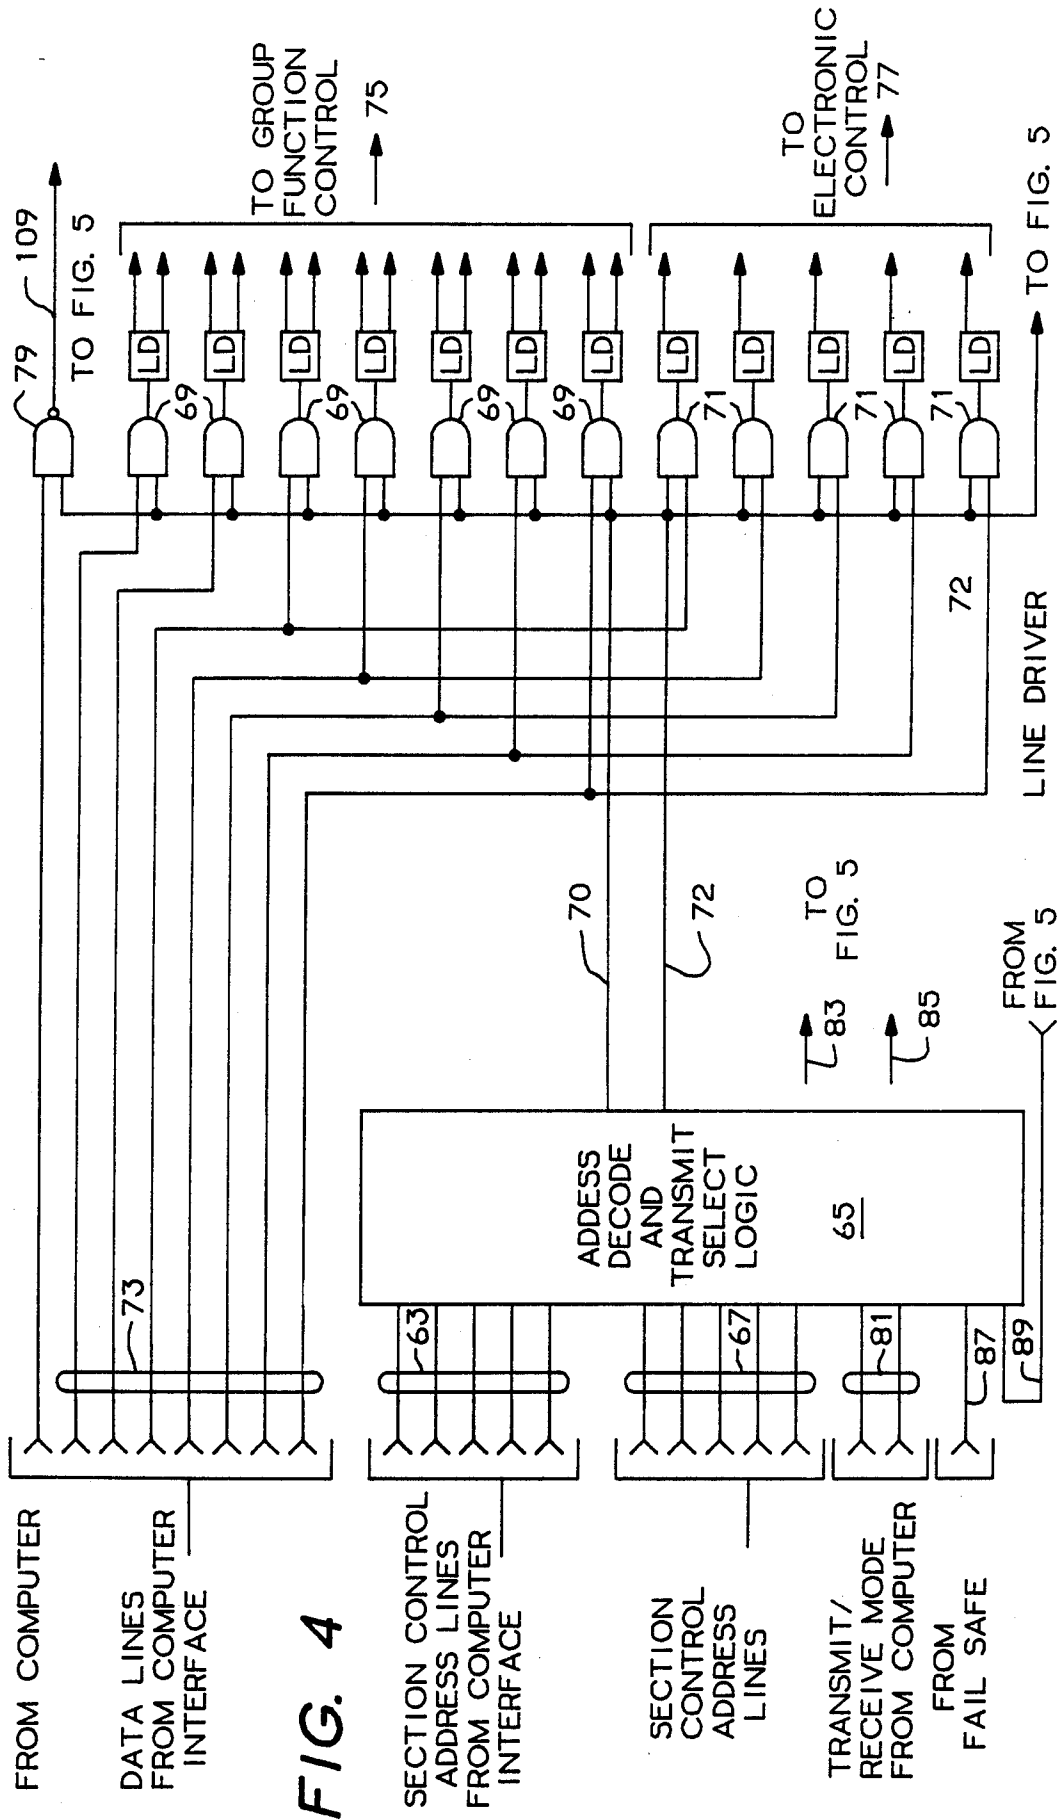 FROM COMPUTER
DATA LINES
FROM COMPUTER
INTERFACE
FIG. 4
SECTION CONTROL
ADDRESS LINES
FROM COMPUTER
INTERFACE
SECTION
CONTROL
ADDRESS
LINES
TRANSMIT/
RECEIVE MODE
FROM COMPUTER
FROM
FAIL SAFE
73
63
67
81
87
89
ADDESS
DECODE
AND
TRANSMIT
SELECT
LOGIC
65
70
72
83
85
TO
FIG. 5
FROM
FIG. 5
LINE DRIVER
72
79
109
TO FIG. 5
69
69
69
69
69
71
71
71
LD
LD
LD
LD
LD
LD
LD
LD
LD
LD
LD
LD
TO GROUP
FUNCTION
CONTROL
75
TO
ELECTRONIC
CONTROL
77
TO FIG. 5